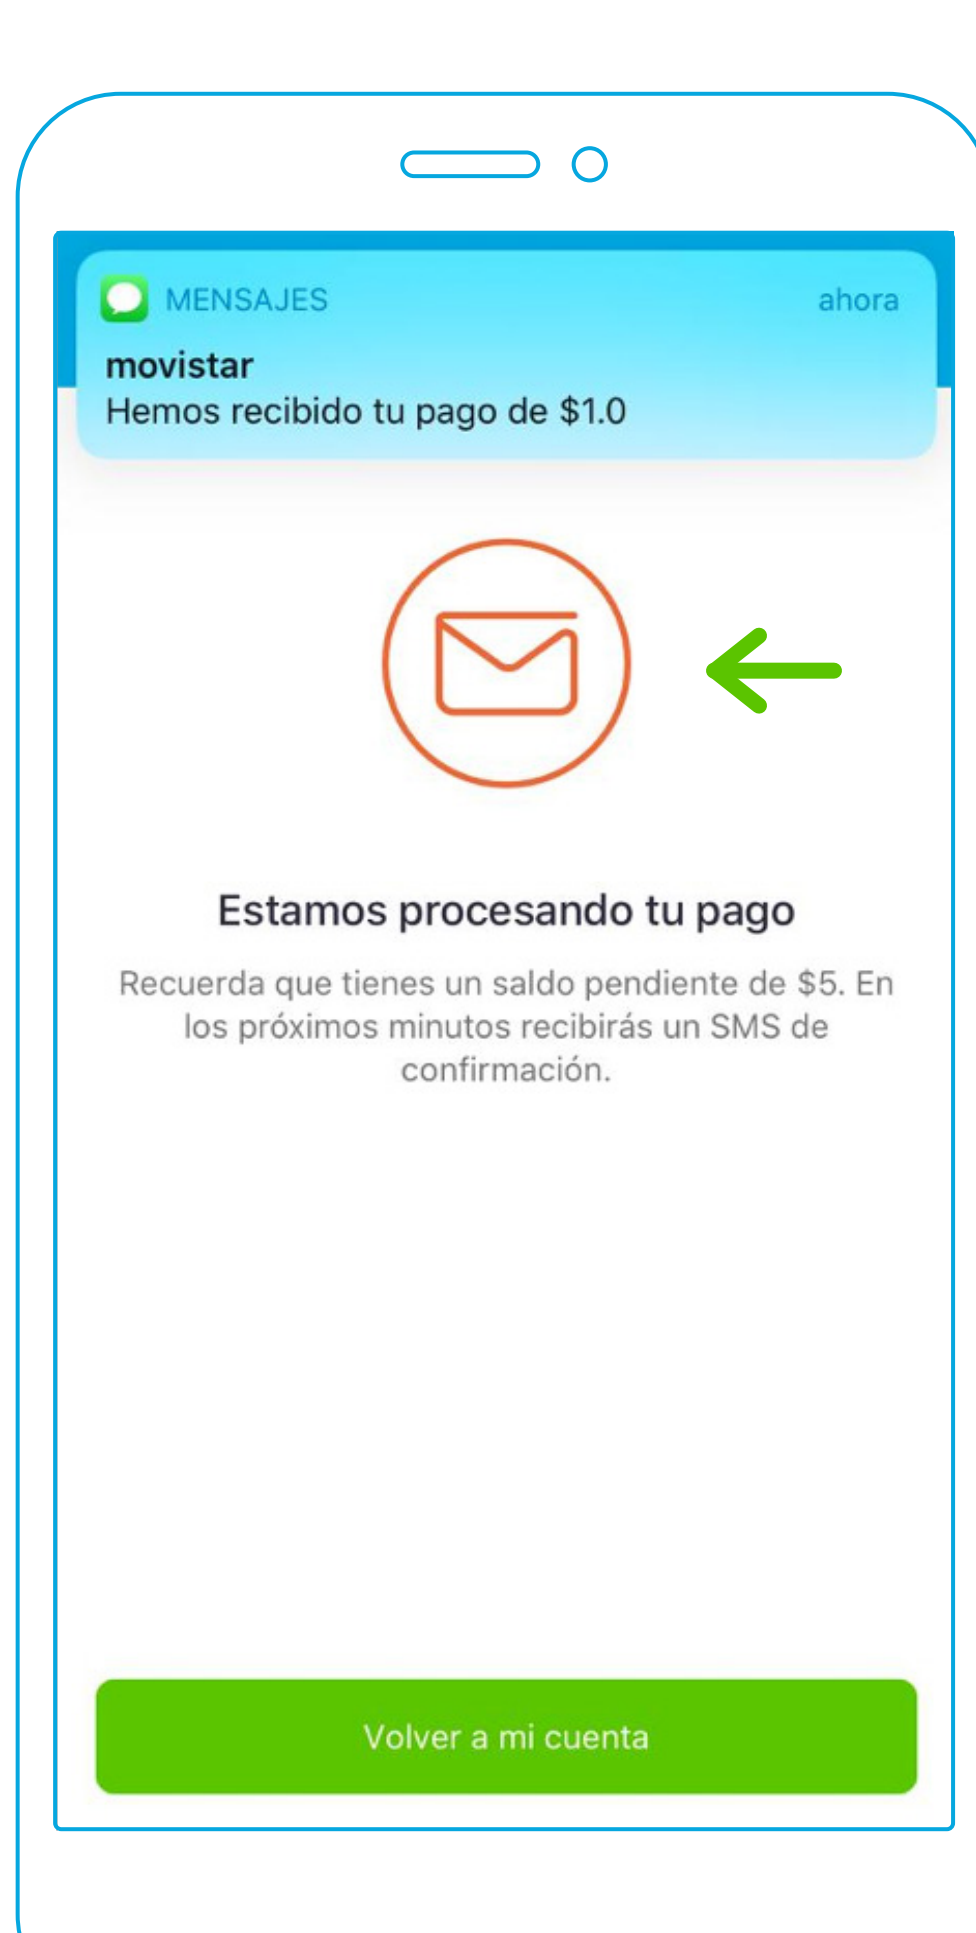 MENSAJES
ahora
movistar
Hemos recibido tu pago de $1.0
Estamos procesando tu pago
Recuerda que tienes un saldo pendiente de $5. En
los próximos minutos recibirás un SMS de
confirmación.
Volver a mi cuenta